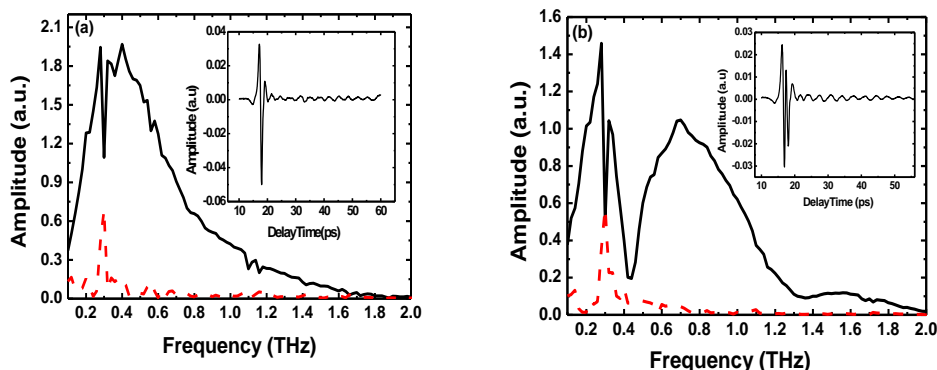 (a)
Amplitude (a.u.)
2.1
1.8
1.5
1.2
0.9
0.6
0.3
0.0
0.2 0.4 0.6 0.8 1.0 1.2 1.4 1.6 1.8 2.0
Frequency (THz)
Amplitude (a.u)
0.04
0.02
0.00
-0.02
-0.04
-0.06
10 20 30 40 50 60
DelayTime(ps)
(b)
Amplitude (a.u.)
1.6
1.4
1.2
1.0
0.8
0.6
0.4
0.2
0.0
0.2 0.4 0.6 0.8 1.0 1.2 1.4 1.6 1.8 2.0
Frequency (THz)
Amplitude (a.u.)
0.03
0.02
0.01
0.00
-0.01
-0.02
-0.03
10 20 30 40 50
DelayTime (ps)